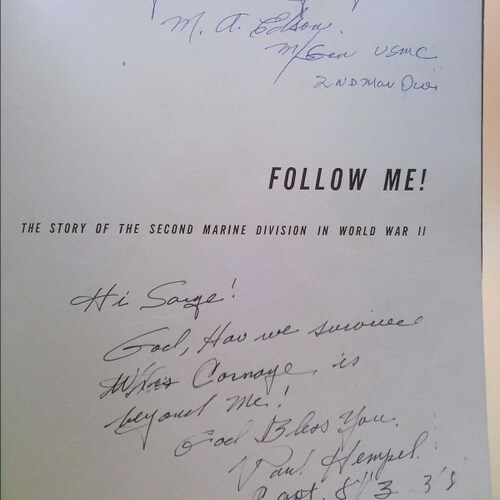 M. A. Edson
M/Gen USMC
2ND Mar Div
FOLLOW ME!
THE STORY OF THE SECOND MARINE DIVISION IN WORLD WAR II
Hi Sarge!
God, How we survived
Carnage, is
beyond Me!
God Bless You.
Paul Hempel.